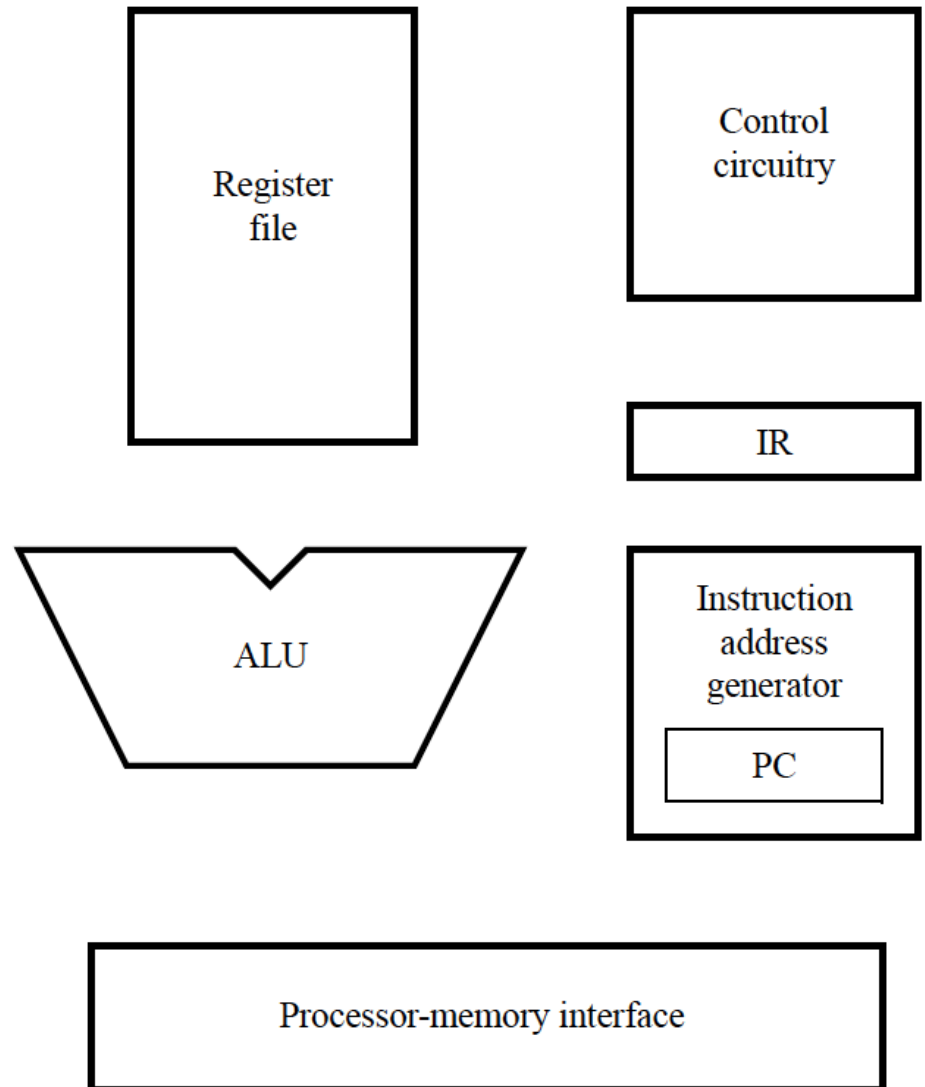 Register
file
Control
circuitry
IR
ALU
Instruction
address
generator
PC
Processor-memory interface